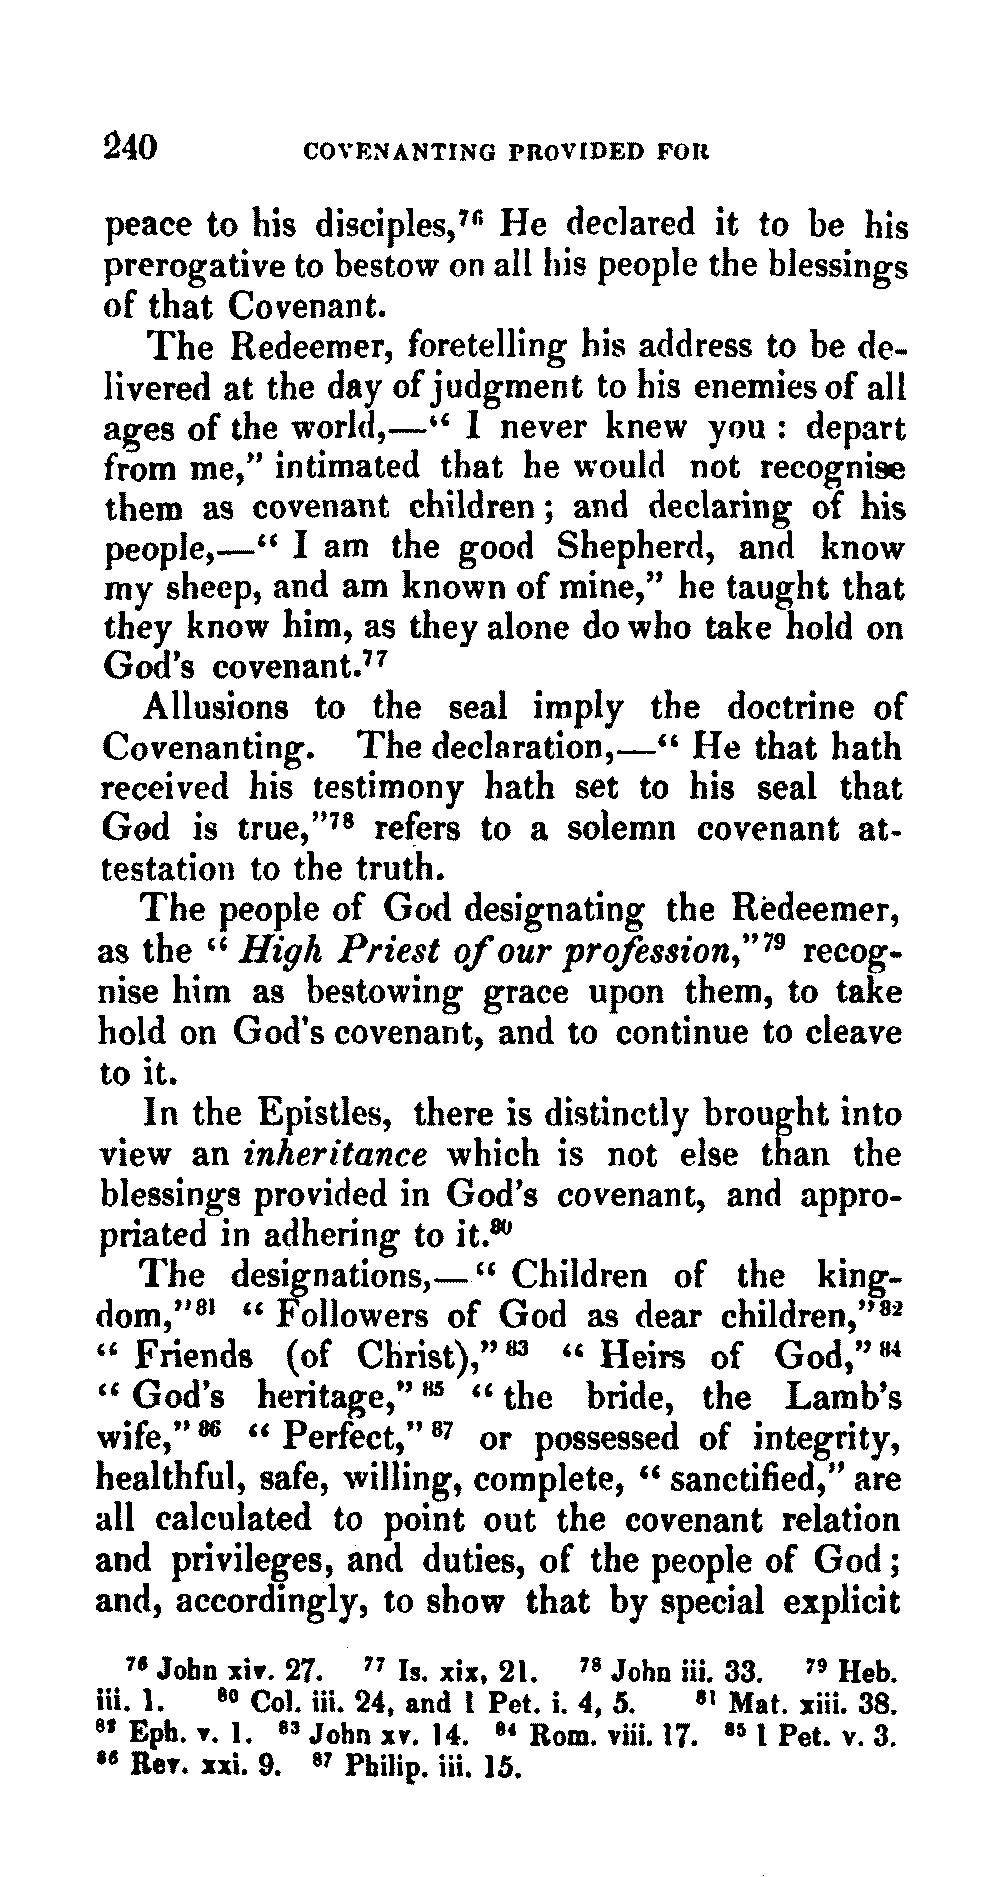 240 COVENANTING PROVIDED FOR
peace to his disciples,⁷⁶ He declared it to be his
prerogative to bestow on all his people the blessings
of that Covenant.
The Redeemer, foretelling his address to be de-
livered at the day of judgment to his enemies of all
ages of the world,—“ I never knew you : depart
from me,” intimated that he would not recognise
them as covenant children ; and declaring of his
people,—“ I am the good Shepherd, and know
my sheep, and am known of mine,” he taught that
they know him, as they alone do who take hold on
God's covenant.⁷⁷
Allusions to the seal imply the doctrine of
Covenanting. The declaration,—“ He that hath
received his testimony hath set to his seal that
God is true,”⁷⁸ refers to a solemn covenant at-
testation to the truth.
The people of God designating the Redeemer,
as the “ High Priest of our profession,”⁷⁹ recog-
nise him as bestowing grace upon them, to take
hold on God's covenant, and to continue to cleave
to it.
In the Epistles, there is distinctly brought into
view an inheritance which is not else than the
blessings provided in God's covenant, and appro-
priated in adhering to it.⁸⁰
The designations,—“ Children of the king-
dom,”⁸¹ “ Followers of God as dear children,”⁸²
“ Friends (of Christ),”⁸³ “ Heirs of God,”⁸⁴
“ God's heritage,”⁸⁵ “ the bride, the Lamb's
wife,”⁸⁶ “ Perfect,”⁸⁷ or possessed of integrity,
healthful, safe, willing, complete, “ sanctified,” are
all calculated to point out the covenant relation
and privileges, and duties, of the people of God ;
and, accordingly, to show that by special explicit
⁷⁶ John xiv. 27. ⁷⁷ Is. xix, 21. ⁷⁸ John iii. 33. ⁷⁹ Heb.
iii. 1. ⁸⁰ Col. iii. 24, and 1 Pet. i. 4, 5. ⁸¹ Mat. xiii. 38.
⁸² Eph. v. 1. ⁸³ John xv. 14. ⁸⁴ Rom. viii. 17. ⁸⁵ 1 Pet. v. 3.
⁸⁶ Rev. xxi. 9. ⁸⁷ Philip. iii. 15.